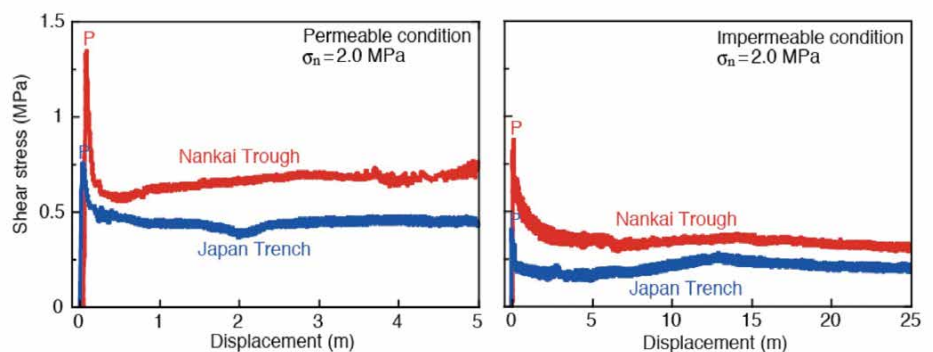 1.5
1
0.5
0
Shear stress (MPa)
P
P
Permeable condition
σn=2.0 MPa
Nankai Trough
Japan Trench
0 1 2 3 4 5
Displacement (m)
P
P
Impermeable condition
σn=2.0 MPa
Nankai Trough
Japan Trench
0 5 10 15 20 25
Displacement (m)